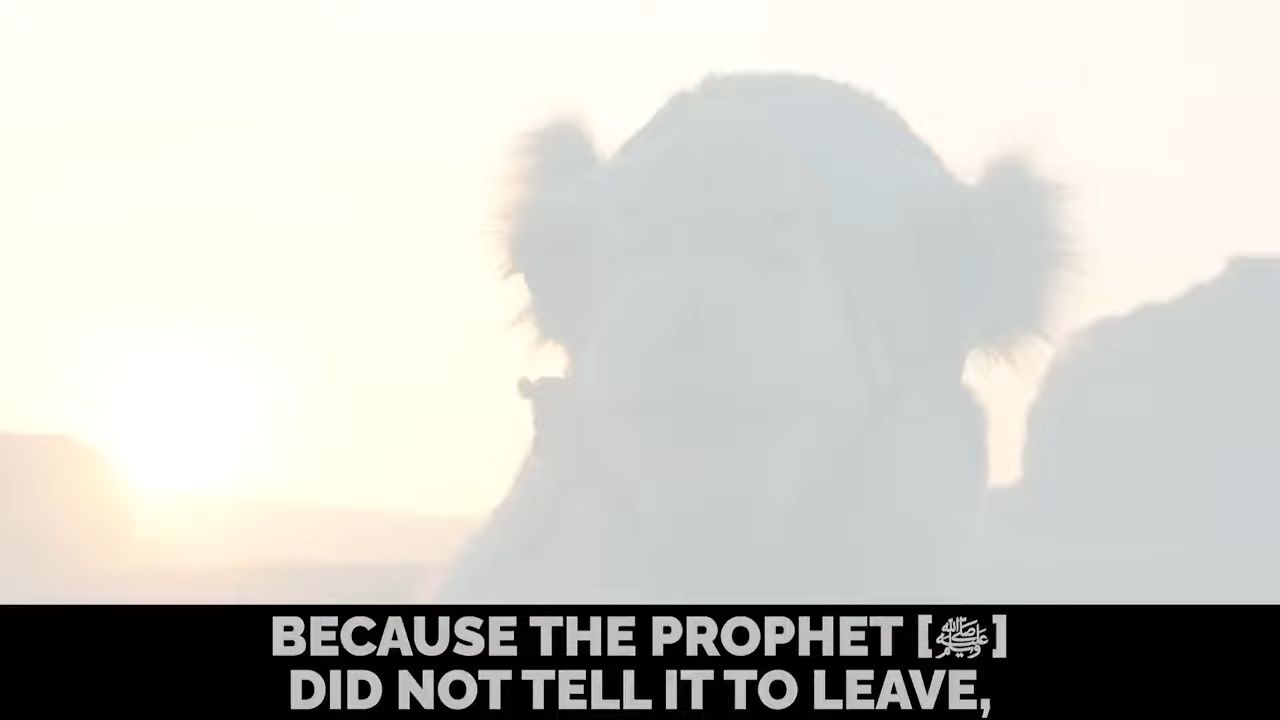 BECAUSE THE PROPHET [ﷺ]
DID NOT TELL IT TO LEAVE,